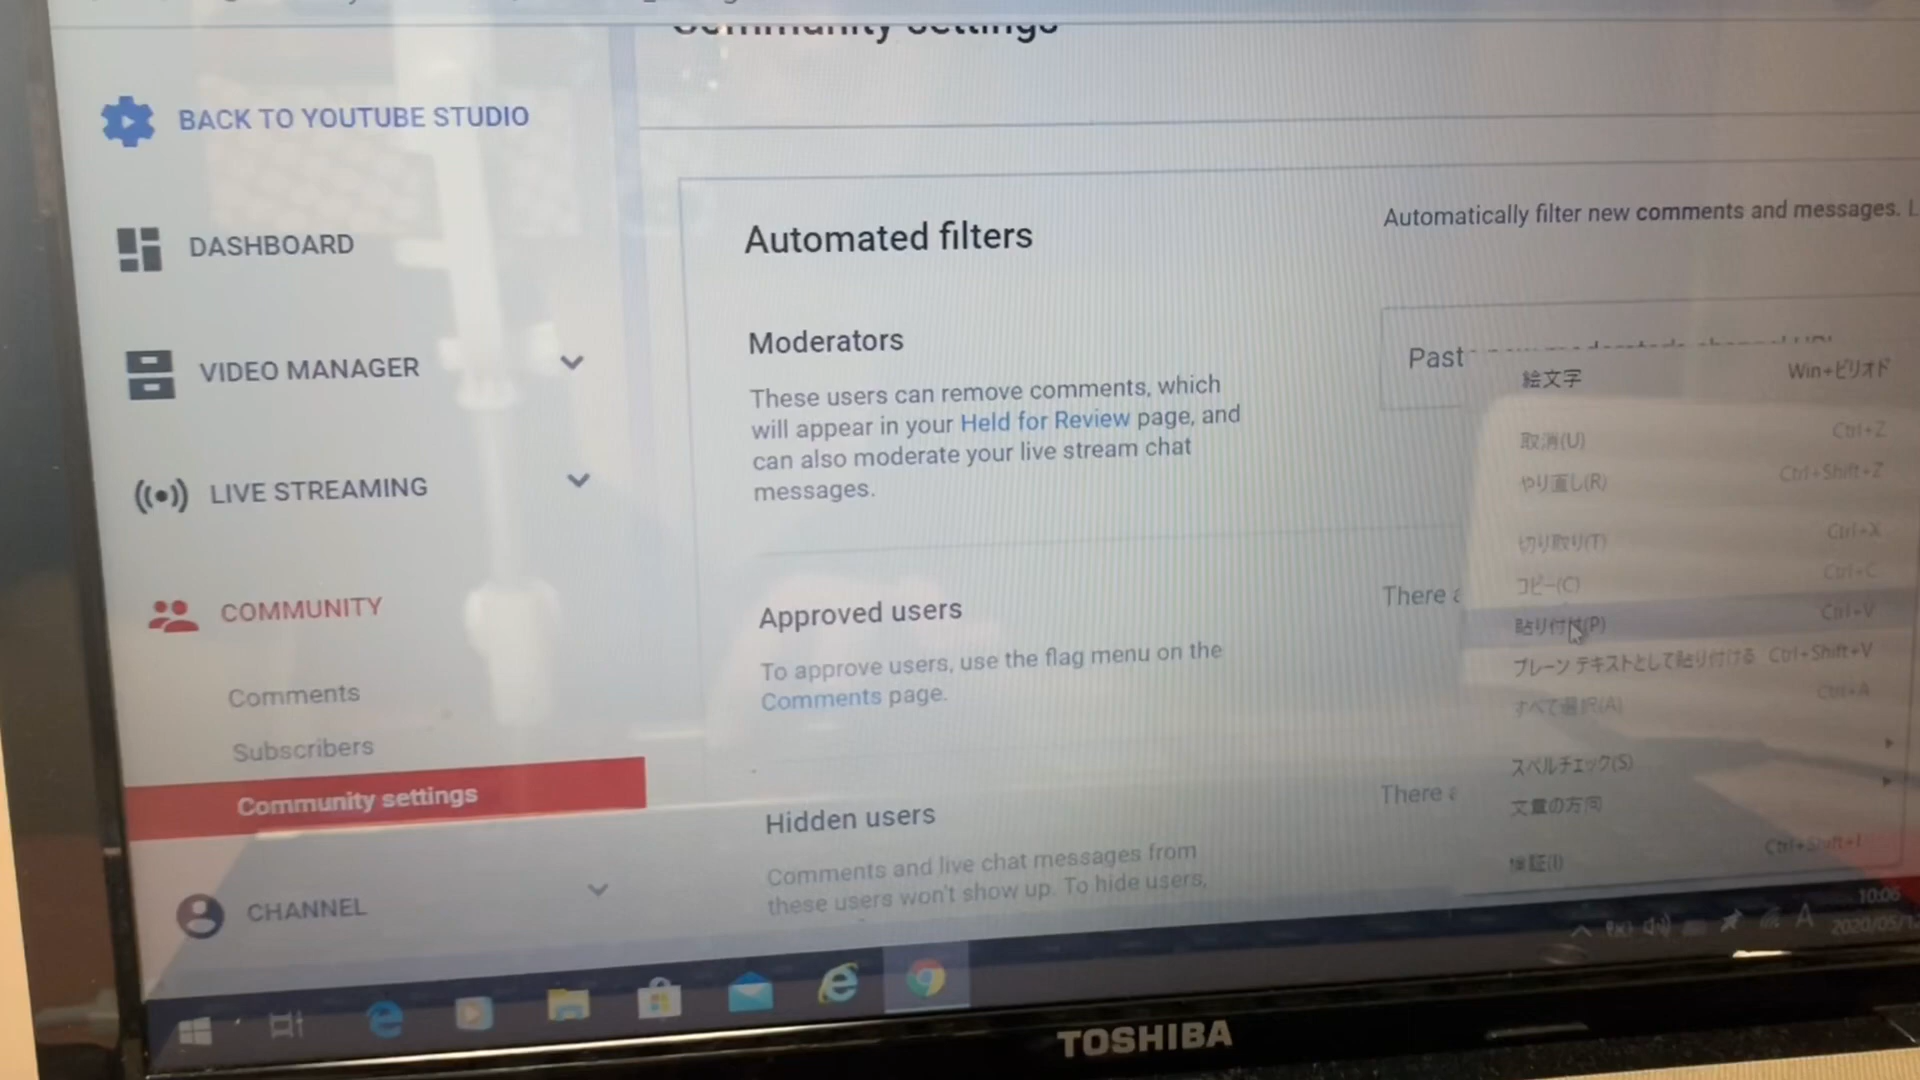 Community settings
BACK TO YOUTUBE STUDIO
DASHBOARD
VIDEO MANAGER
LIVE STREAMING
COMMUNITY
Comments
Subscribers
Community settings
CHANNEL
Automated filters
Automatically filter new comments and messages. L
Moderators
These users can remove comments, which
will appear in your Held for Review page, and
can also moderate your live stream chat
messages.
Past
Approved users
To approve users, use the flag menu on the
Comments page.
There a
Hidden users
Comments and live chat messages from
these users won't show up. To hide users,
There a
絵文字 Win+ピリオド
取消(U) Ctrl+Z
やり直し(R) Ctrl+Shift+Z
切り取り(T) Ctrl+X
コピー(C) Ctrl+C
貼り付け(P) Ctrl+V
プレーン テキストとして貼り付ける Ctrl+Shift+V
すべて選択(A) Ctrl+A
スペルチェック(S)
文章の方向
検証(I) Ctrl+Shift+I
A
10:06
2020/05/1
TOSHIBA